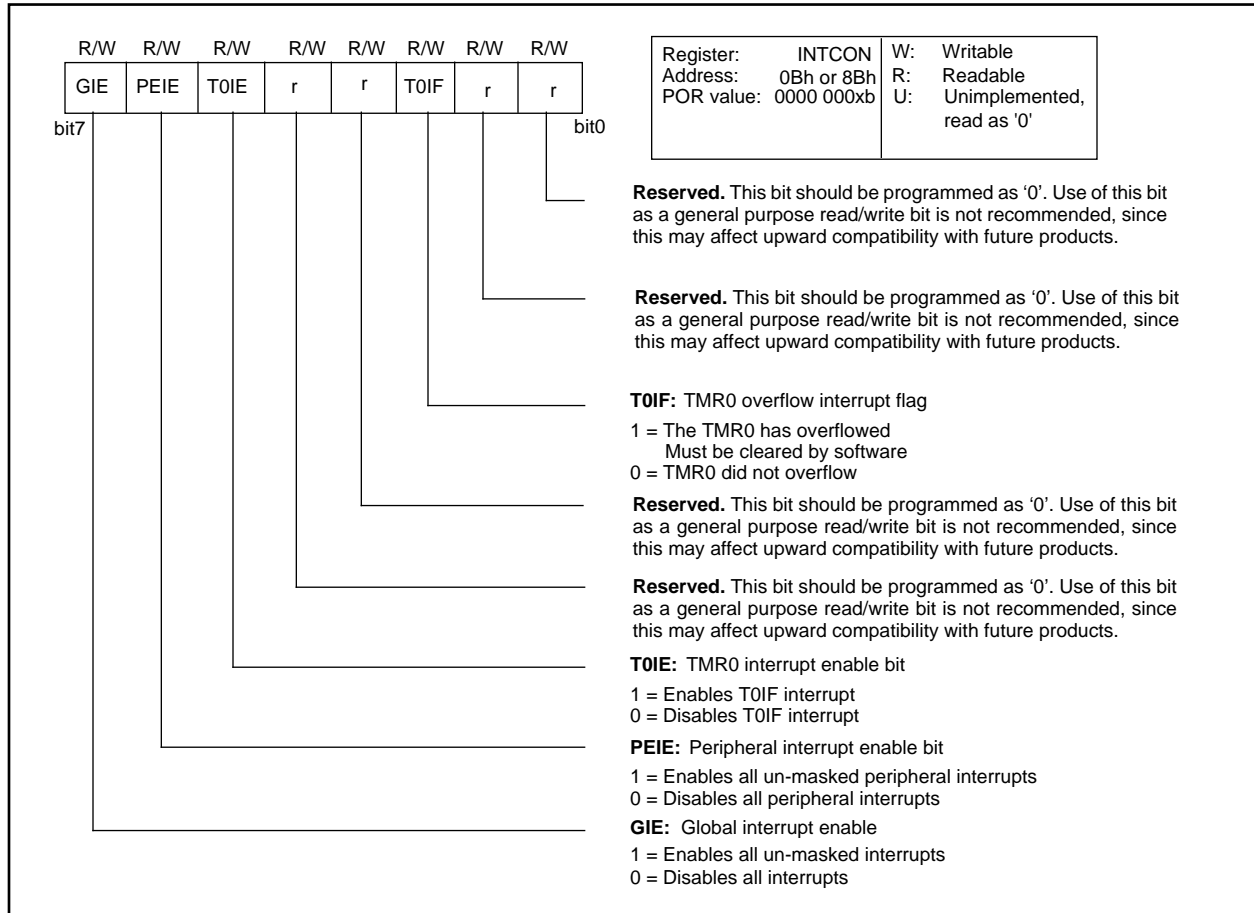 R/W R/W R/W R/W R/W R/W R/W R/W
GIE PEIE T0IE r r T0IF r r
bit7 bit0
Register: INTCON
Address: 0Bh or 8Bh
POR value: 0000 000xb
W: Writable
R: Readable
U: Unimplemented,
read as '0'
Reserved. This bit should be programmed as ‘0’. Use of this bit
as a general purpose read/write bit is not recommended, since
this may affect upward compatibility with future products.
Reserved. This bit should be programmed as ‘0’. Use of this bit
as a general purpose read/write bit is not recommended, since
this may affect upward compatibility with future products.
T0IF: TMR0 overflow interrupt flag
1 = The TMR0 has overflowed
Must be cleared by software
0 = TMR0 did not overflow
Reserved. This bit should be programmed as ‘0’. Use of this bit
as a general purpose read/write bit is not recommended, since
this may affect upward compatibility with future products.
Reserved. This bit should be programmed as ‘0’. Use of this bit
as a general purpose read/write bit is not recommended, since
this may affect upward compatibility with future products.
T0IE: TMR0 interrupt enable bit
1 = Enables T0IF interrupt
0 = Disables T0IF interrupt
PEIE: Peripheral interrupt enable bit
1 = Enables all un-masked peripheral interrupts
0 = Disables all peripheral interrupts
GIE: Global interrupt enable
1 = Enables all un-masked interrupts
0 = Disables all interrupts